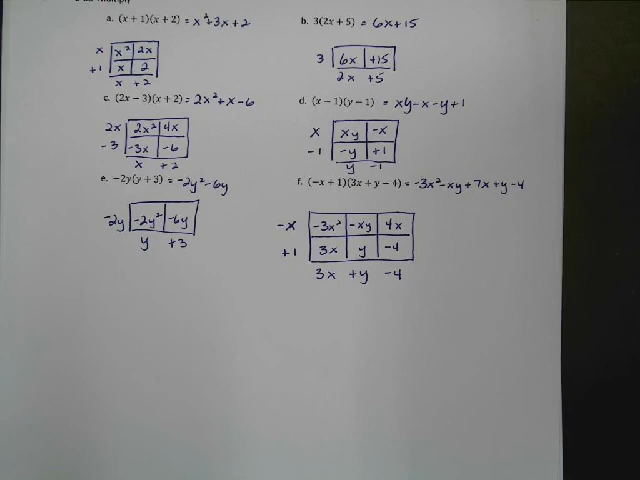 a. (x + 1)(x + 2) = x²+3x+2
b. 3(2x + 5) = 6x+15
x x² 2x
+1 x 2
x +2
3 6x +15
2x +5
c. (2x − 3)(x + 2) = 2x²+x-6
d. (x − 1)(y − 1) = xy-x-y+1
2x 2x² 4x
-3 -3x -6
x +2
x xy -x
-1 -y +1
y -1
e. −2y(y + 3) = -2y²-6y
f. (−x + 1)(3x + y − 4) = -3x²-xy+7x+y-4
-2y -2y² -6y
y +3
-x -3x² -xy 4x
+1 3x y -4
3x +y -4